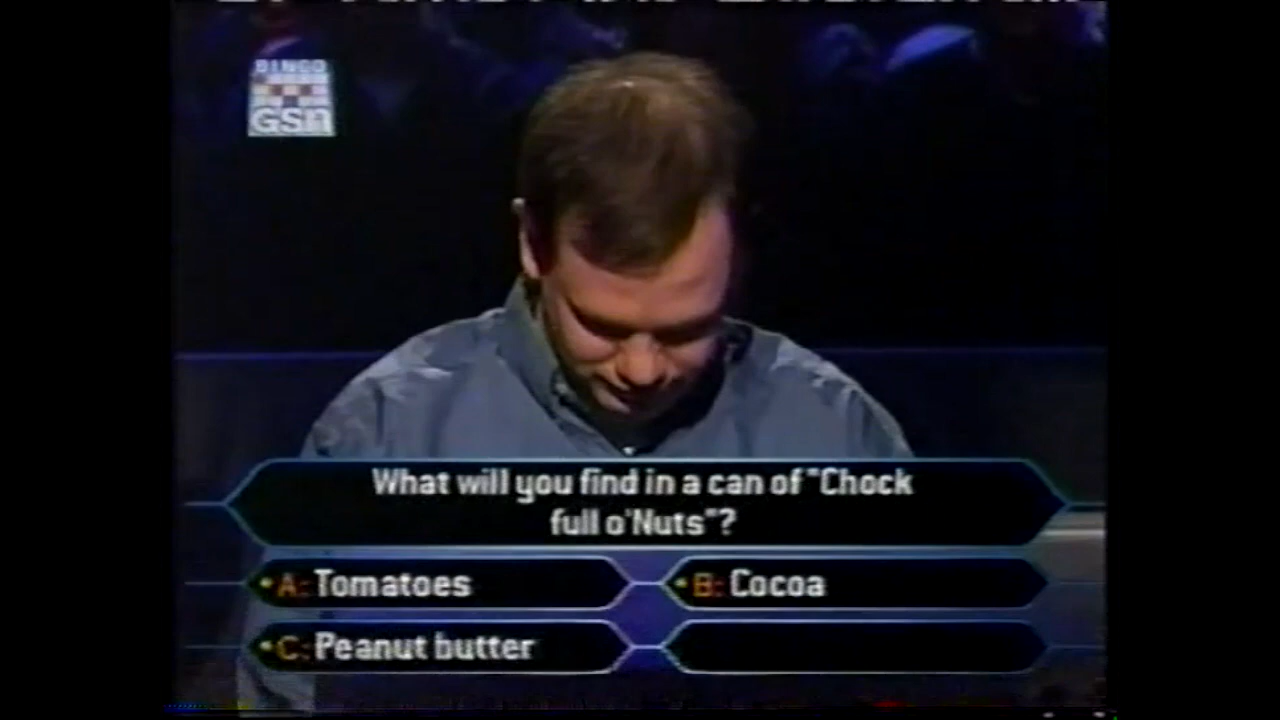 BINGO
GSn
What will you find in a can of "Chock
full o'Nuts"?
A: Tomatoes
B: Cocoa
C: Peanut butter